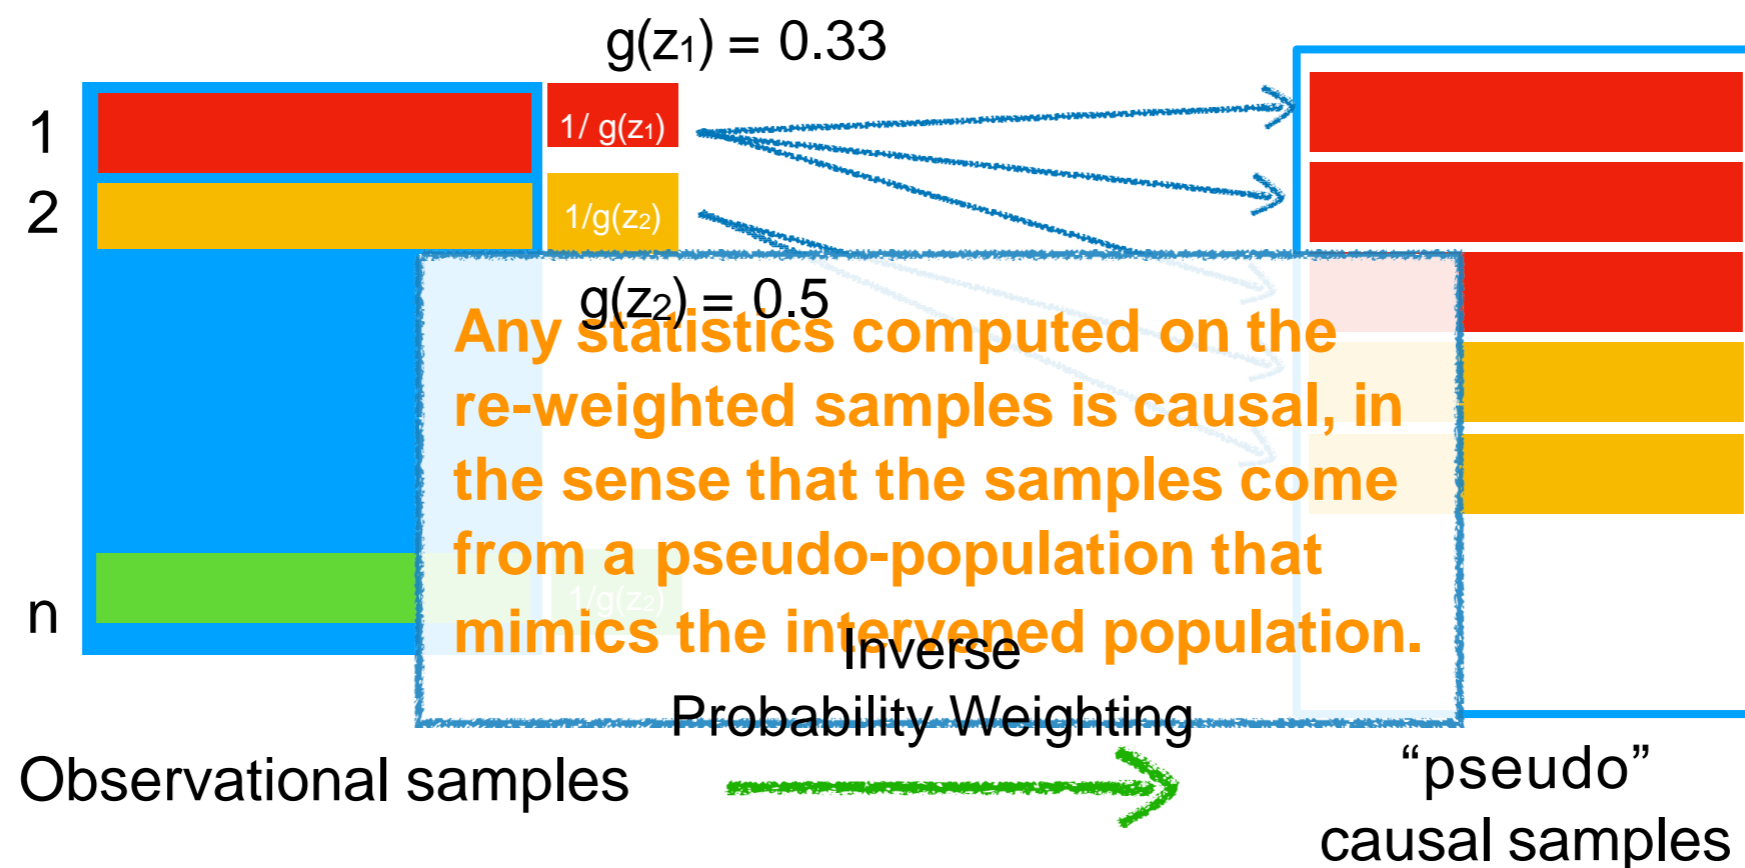 g(z₁) = 0.33
1
1/ g(z₁)
2
1/g(z₂)
g(z₂) = 0.5
Any statistics computed on the
re-weighted samples is causal, in
the sense that the samples come
from a pseudo-population that
mimics the intervened population.
n
1/g(z₂)
Inverse
Probability Weighting
Observational samples
“pseudo”
causal samples